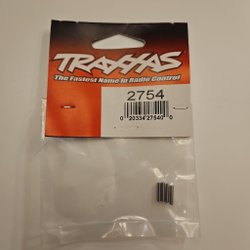 TRAXXAS
The Fastest Name in Radio Control
2754
0 20334 27540 0